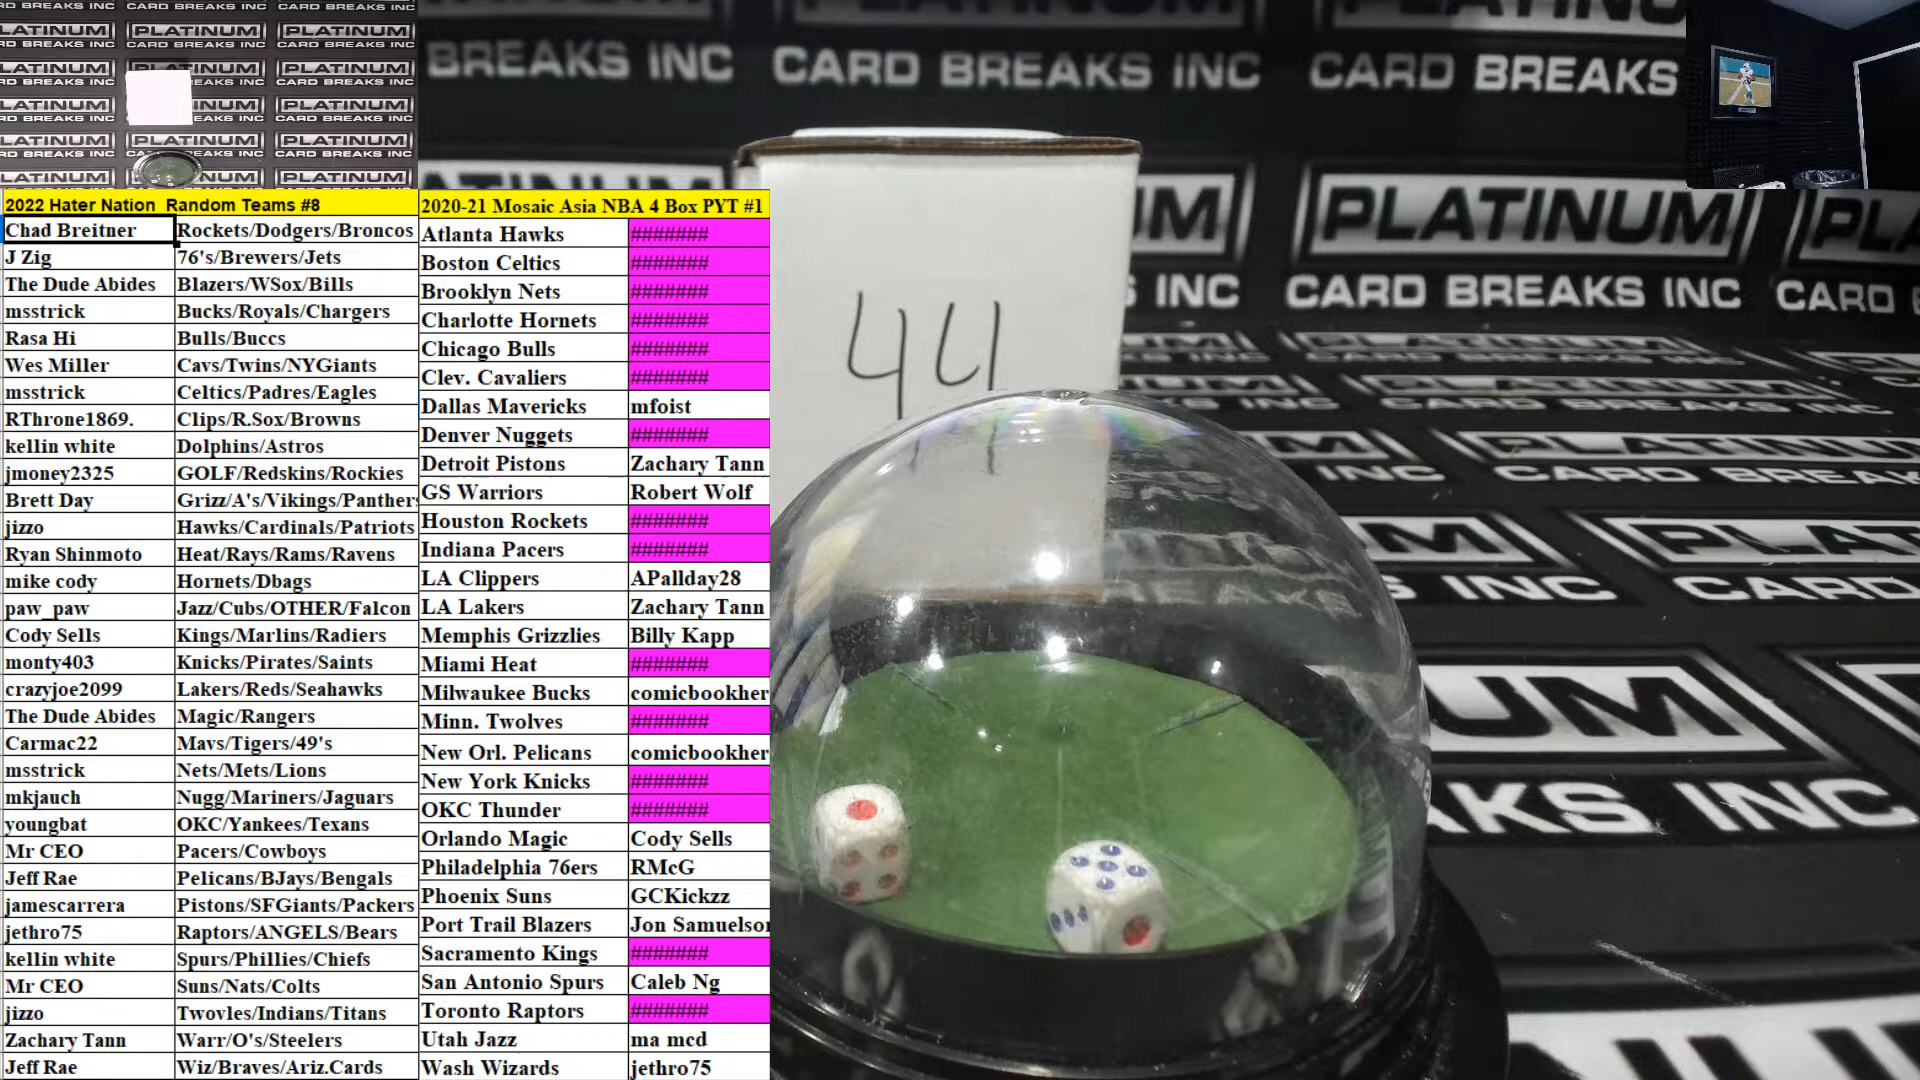 2022 Hater Nation Random Teams #8
Chad Breitner Rockets/Dodgers/Broncos
J Zig 76's/Brewers/Jets
The Dude Abides Blazers/WSox/Bills
msstrick Bucks/Royals/Chargers
Rasa Hi Bulls/Buccs
Wes Miller Cavs/Twins/NYGiants
msstrick Celtics/Padres/Eagles
RThrone1869. Clips/R.Sox/Browns
kellin white Dolphins/Astros
jmoney2325 GOLF/Redskins/Rockies
Brett Day Grizz/A's/Vikings/Panthers
jizzo Hawks/Cardinals/Patriots
Ryan Shinmoto Heat/Rays/Rams/Ravens
mike cody Hornets/Dbags
paw_paw Jazz/Cubs/OTHER/Falcon
Cody Sells Kings/Marlins/Radiers
monty403 Knicks/Pirates/Saints
crazyjoe2099 Lakers/Reds/Seahawks
The Dude Abides Magic/Rangers
Carmac22 Mavs/Tigers/49's
msstrick Nets/Mets/Lions
mkjauch Nugg/Mariners/Jaguars
youngbat OKC/Yankees/Texans
Mr CEO Pacers/Cowboys
Jeff Rae Pelicans/BJays/Bengals
jamescarrera Pistons/SFGiants/Packers
jethro75 Raptors/ANGELS/Bears
kellin white Spurs/Phillies/Chiefs
Mr CEO Suns/Nats/Colts
jizzo Twovles/Indians/Titans
Zachary Tann Warr/O's/Steelers
Jeff Rae Wiz/Braves/Ariz.Cards
2020-21 Mosaic Asia NBA 4 Box PYT #1
Atlanta Hawks #######
Boston Celtics #######
Brooklyn Nets #######
Charlotte Hornets #######
Chicago Bulls #######
Clev. Cavaliers #######
Dallas Mavericks mfoist
Denver Nuggets #######
Detroit Pistons Zachary Tann
GS Warriors Robert Wolf
Houston Rockets #######
Indiana Pacers #######
LA Clippers APallday28
LA Lakers Zachary Tann
Memphis Grizzlies Billy Kapp
Miami Heat #######
Milwaukee Bucks comicbookher
Minn. Twolves #######
New Orl. Pelicans comicbookher
New York Knicks #######
OKC Thunder #######
Orlando Magic Cody Sells
Philadelphia 76ers RMcG
Phoenix Suns GCKickzz
Port Trail Blazers Jon Samuelson
Sacramento Kings #######
San Antonio Spurs Caleb Ng
Toronto Raptors #######
Utah Jazz ma mcd
Wash Wizards jethro75
44
BREAKS INC CARD BREAKS INC CARD BREAKS
PLATINUM
CARD BREAKS INC CARD
PLATINUM
CARD BREAKS INC